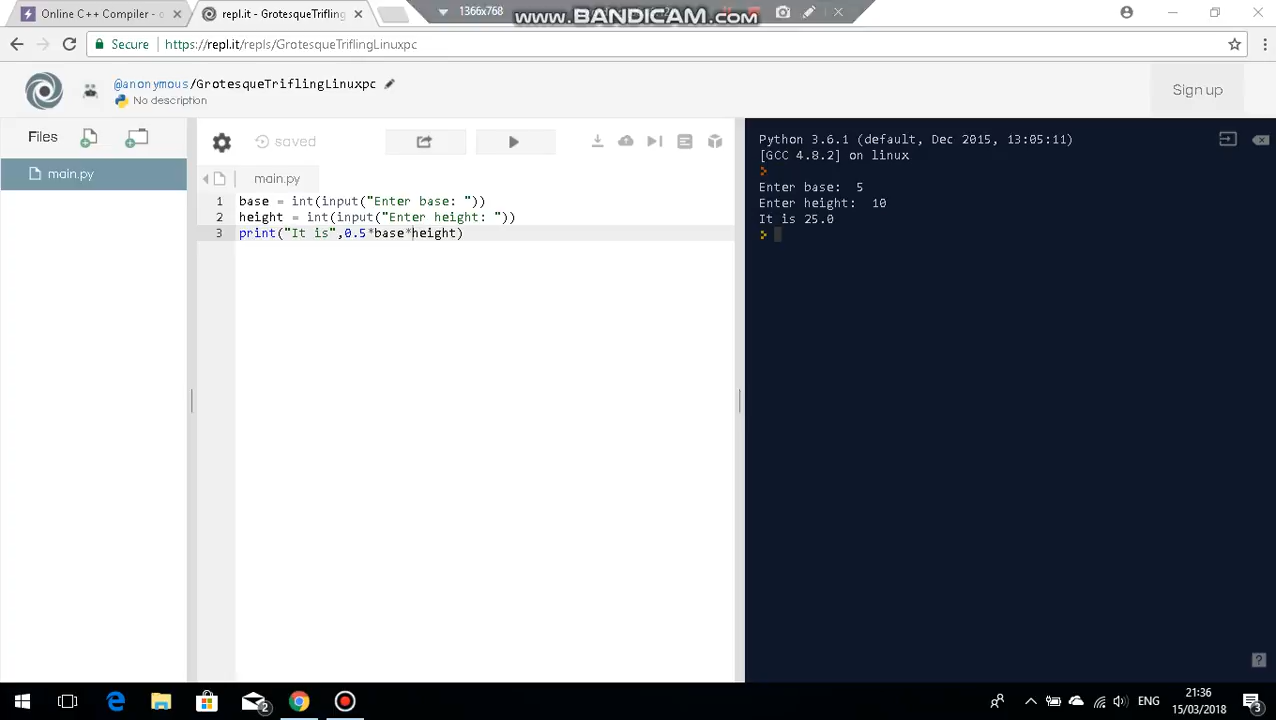 Online C++ Compiler -
repl.it - GrotesqueTrifling
1366x768
www.BANDICAM.com
Secure
https://repl.it/repls/GrotesqueTriflingLinuxpc
@anonymous/GrotesqueTriflingLinuxpc
No description
Sign up
Files
saved
main.py
main.py
1 base = int(input("Enter base: "))
2 height = int(input("Enter height: "))
3 print("It is",0.5*base*height)
Python 3.6.1 (default, Dec 2015, 13:05:11)
[GCC 4.8.2] on linux
Enter base:  5
Enter height:  10
It is 25.0
?
2
ENG
21:36
15/03/2018
3